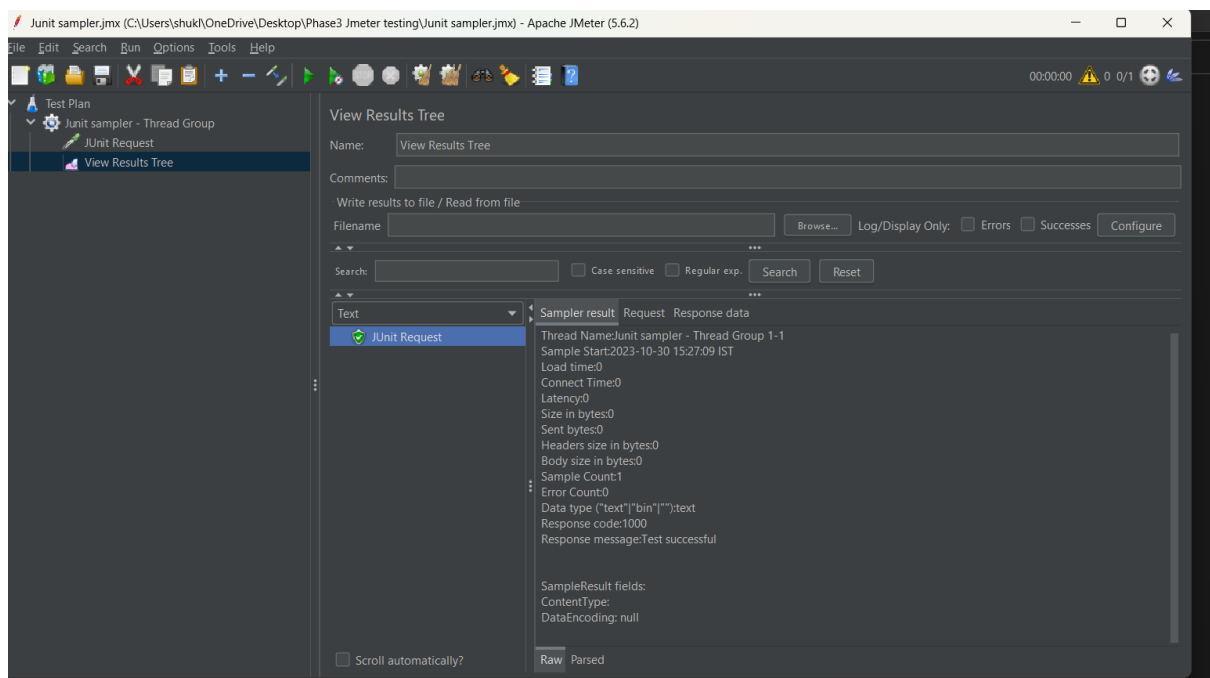 Junit sampler.jmx (C:\Users\shukl\OneDrive\Desktop\Phase3 Jmeter testing\Junit sampler.jmx) - Apache JMeter (5.6.2)
File Edit Search Run Options Tools Help
00:00:00 0 0/1
Test Plan
Junit sampler - Thread Group
JUnit Request
View Results Tree
View Results Tree
Name: View Results Tree
Comments:
Write results to file / Read from file
Filename Browse... Log/Display Only: Errors Successes Configure
Search: Case sensitive Regular exp. Search Reset
Text
JUnit Request
Scroll automatically?
Sampler result Request Response data
Thread Name:Junit sampler - Thread Group 1-1
Sample Start:2023-10-30 15:27:09 IST
Load time:0
Connect Time:0
Latency:0
Size in bytes:0
Sent bytes:0
Headers size in bytes:0
Body size in bytes:0
Sample Count:1
Error Count:0
Data type ("text"|"bin"|""):text
Response code:1000
Response message:Test successful
SampleResult fields:
ContentType:
DataEncoding: null
Raw Parsed